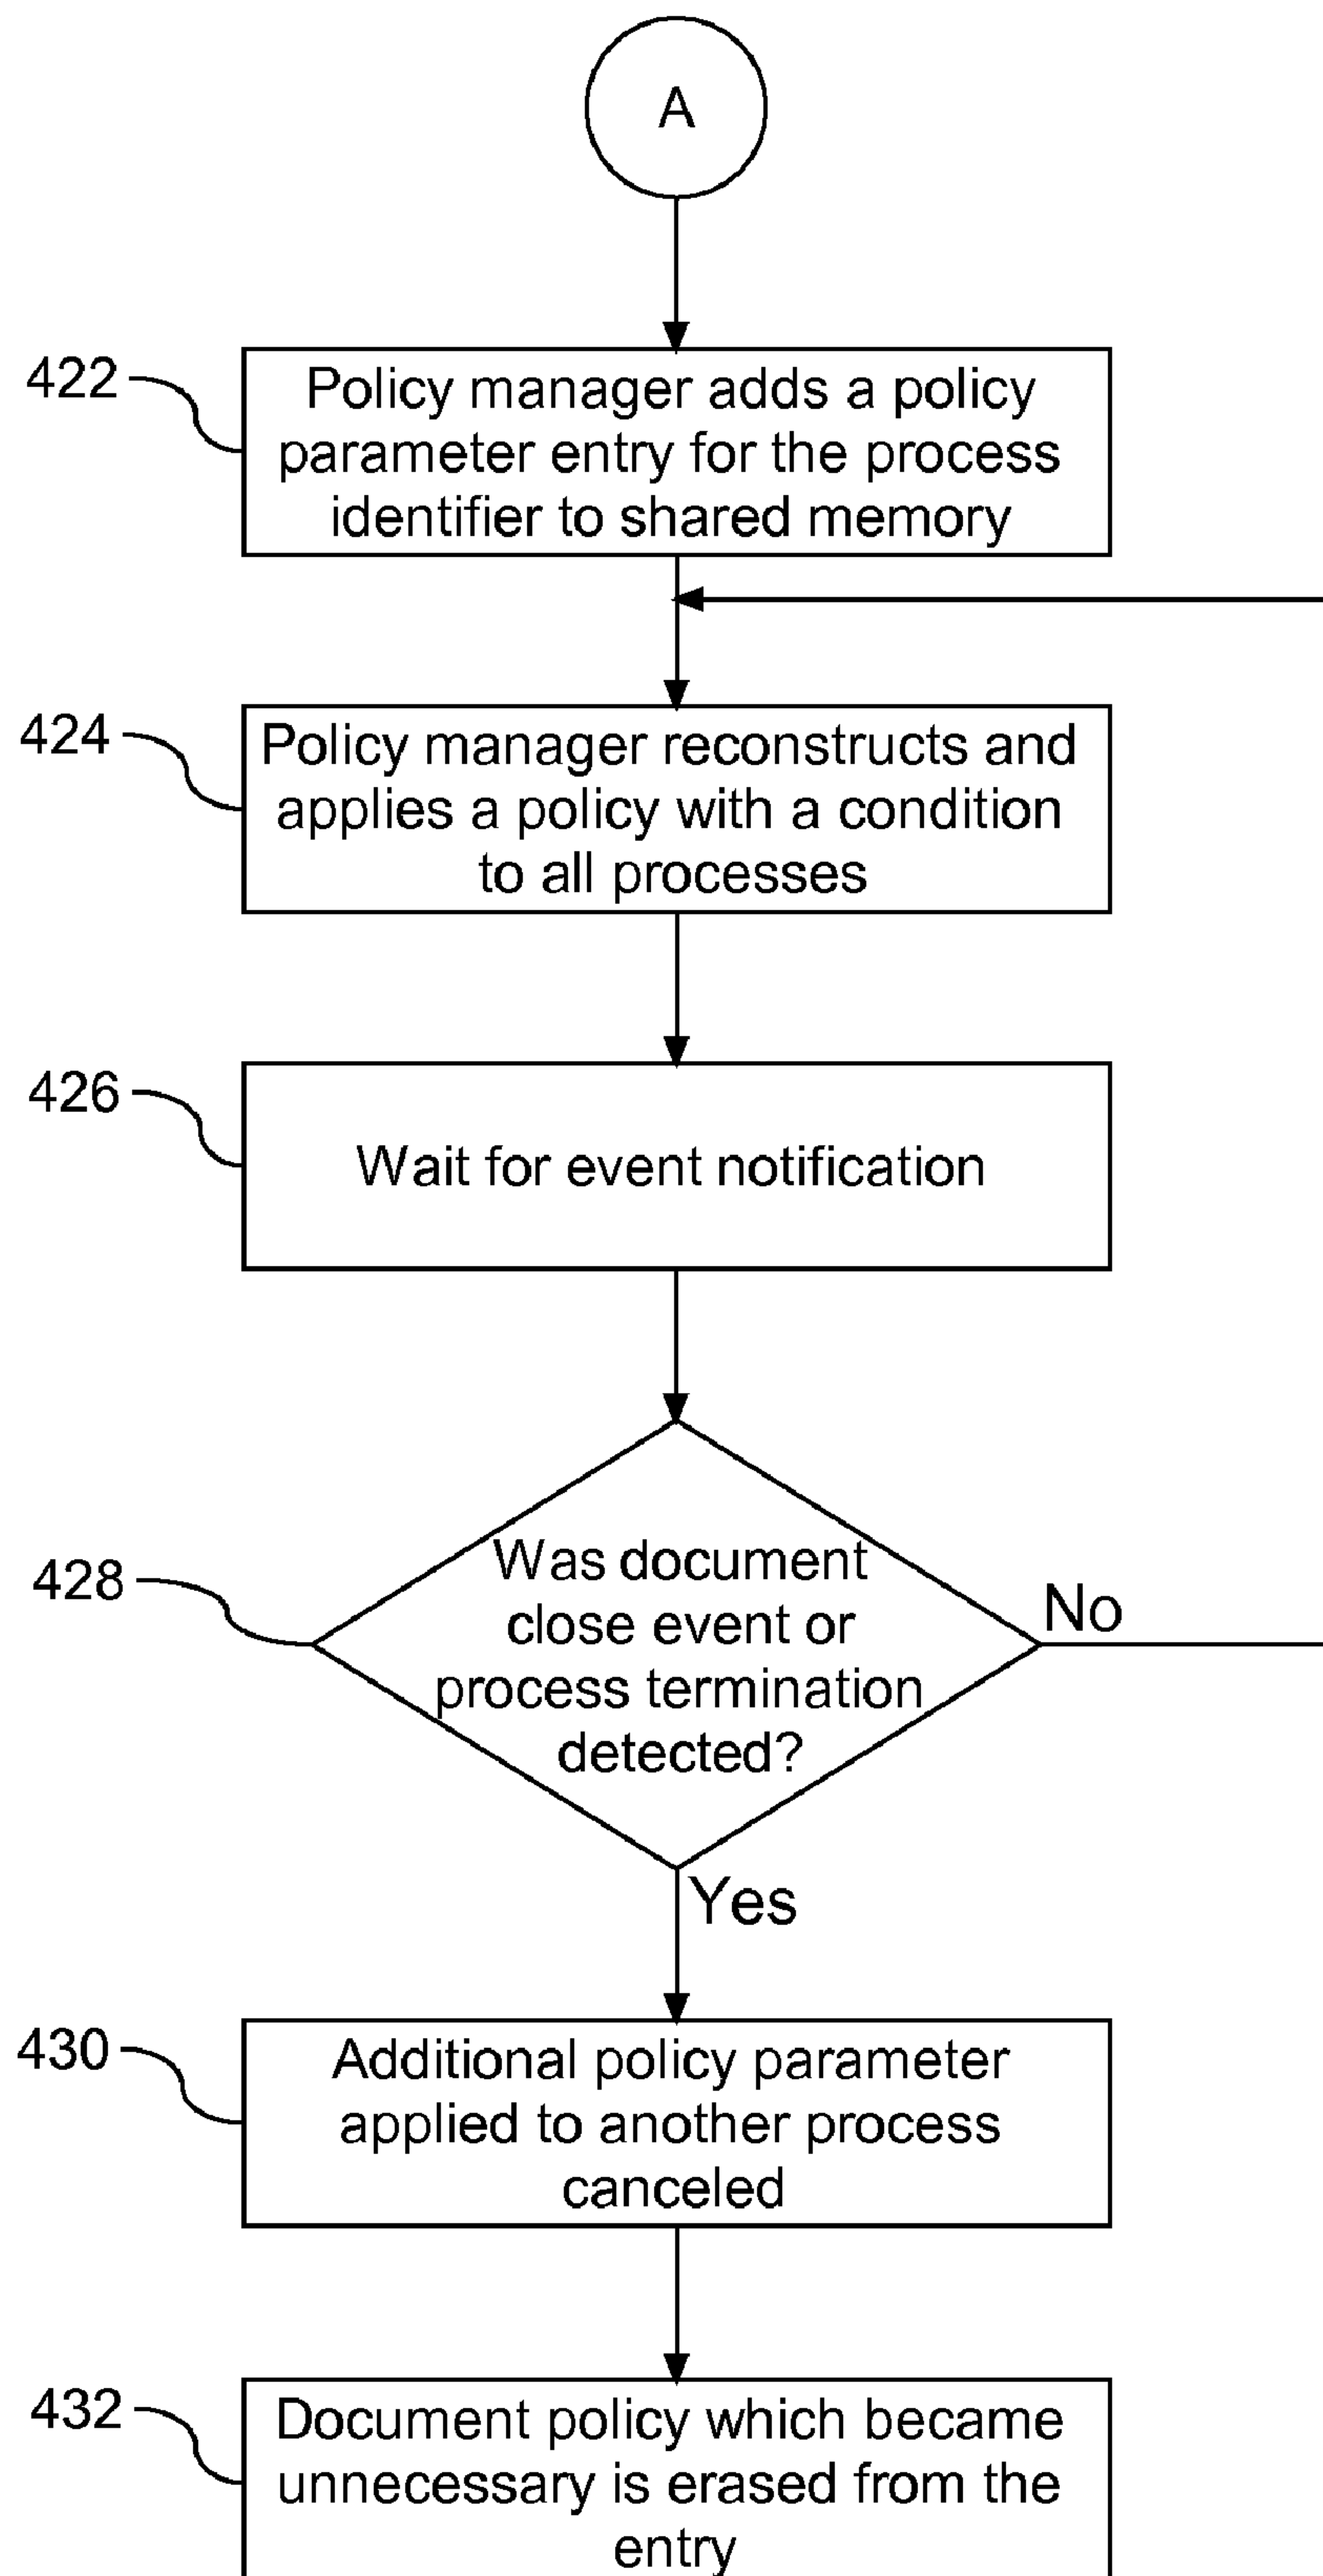 A
422
Policy manager adds a policy
parameter entry for the process
identifier to shared memory
424
Policy manager reconstructs and
applies a policy with a condition
to all processes
426
Wait for event notification
428
Was document
close event or
process termination
detected?
No
Yes
430
Additional policy parameter
applied to another process
canceled
432
Document policy which became
unnecessary is erased from the
entry